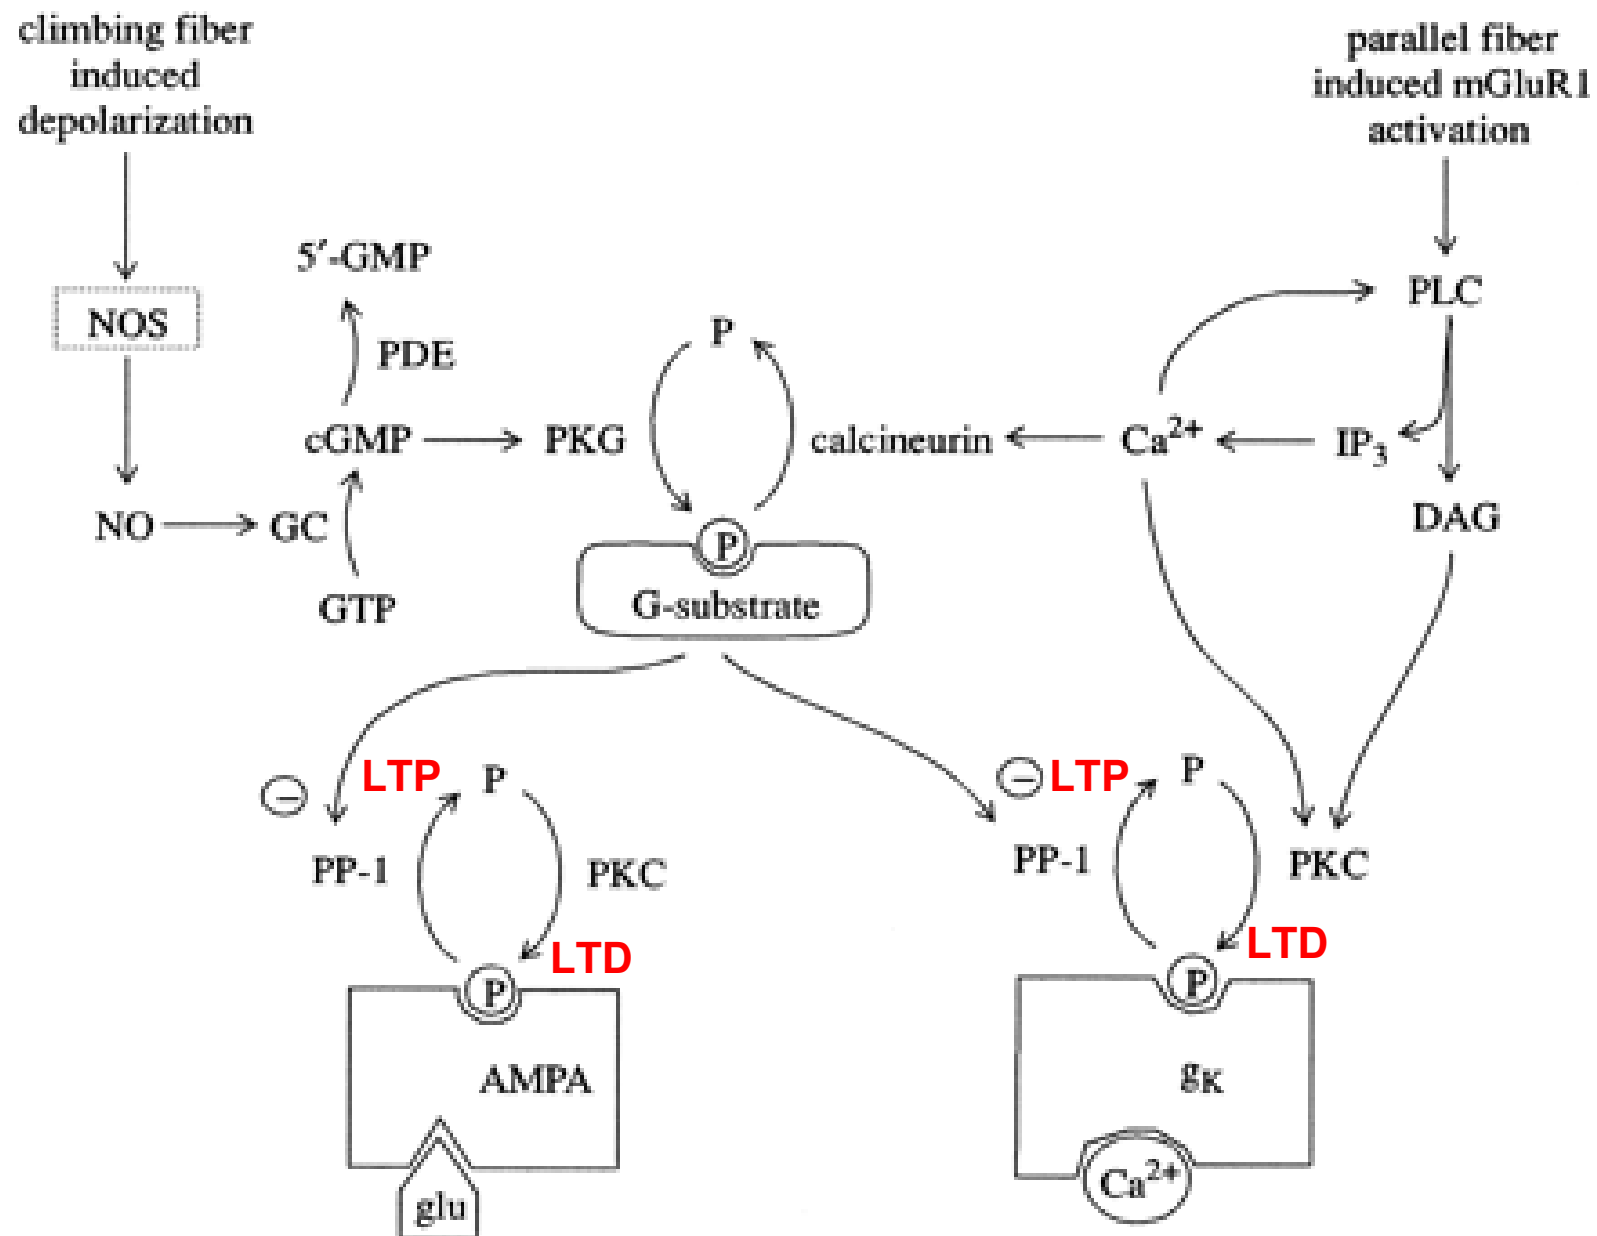 climbing fiber
induced
depolarization
parallel fiber
induced mGluR1
activation
5′-GMP
NOS
PLC
P
PDE
cGMP
PKG
calcineurin
Ca²⁺
IP₃
NO
GC
P
DAG
GTP
G-substrate
−
LTP
P
− LTP
P
PP-1
PKC
PP-1
PKC
LTD
LTD
P
P
AMPA
gK
glu
Ca²⁺